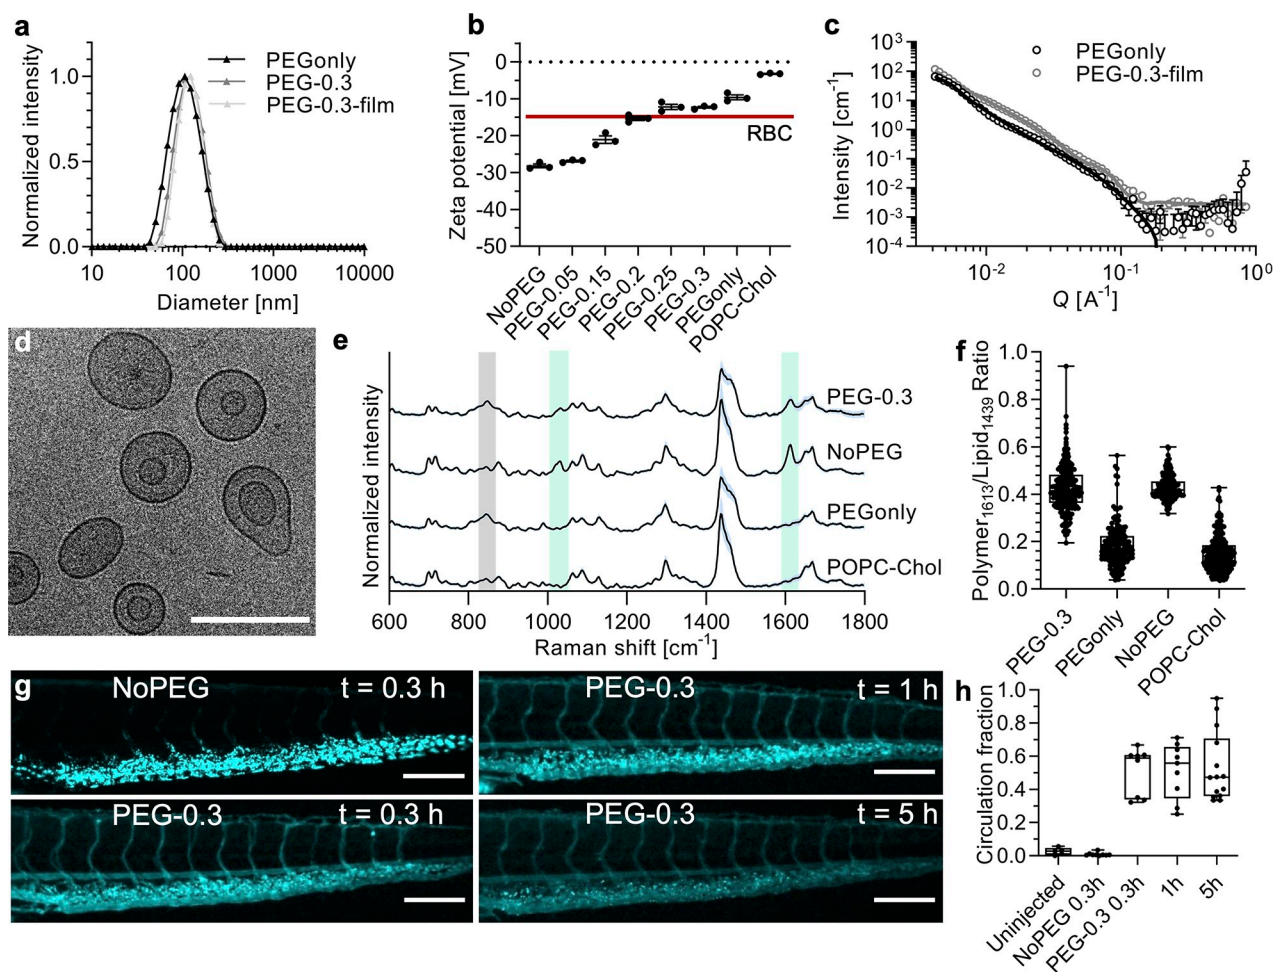 a
Normalized intensity
1.0
0.5
0.0
10
100
1000
10000
Diameter [nm]
PEGonly
PEG-0.3
PEG-0.3-film
b
Zeta potential [mV]
0
-10
-20
-30
-40
-50
RBC
NoPEG
PEG-0.05
PEG-0.15
PEG-0.2
PEG-0.25
PEG-0.3
PEGonly
POPC-Chol
c
Intensity [cm⁻¹]
10³
10²
10¹
10⁰
10⁻¹
10⁻²
10⁻³
10⁻⁴
10⁻²
10⁻¹
10⁰
Q [A⁻¹]
PEGonly
PEG-0.3-film
d
e
Normalized intensity
PEG-0.3
NoPEG
PEGonly
POPC-Chol
600
800
1000
1200
1400
1600
1800
Raman shift [cm⁻¹]
f
Polymer₁₆₁₃/Lipid₁₄₃₉ Ratio
1.0
0.8
0.6
0.4
0.2
0.0
PEG-0.3
PEGonly
NoPEG
POPC-Chol
g
NoPEG t = 0.3 h
PEG-0.3 t = 1 h
PEG-0.3 t = 0.3 h
PEG-0.3 t = 5 h
h
Circulation fraction
1.0
0.8
0.6
0.4
0.2
0.0
Uninjected
NoPEG 0.3h
PEG-0.3 0.3h
1h
5h